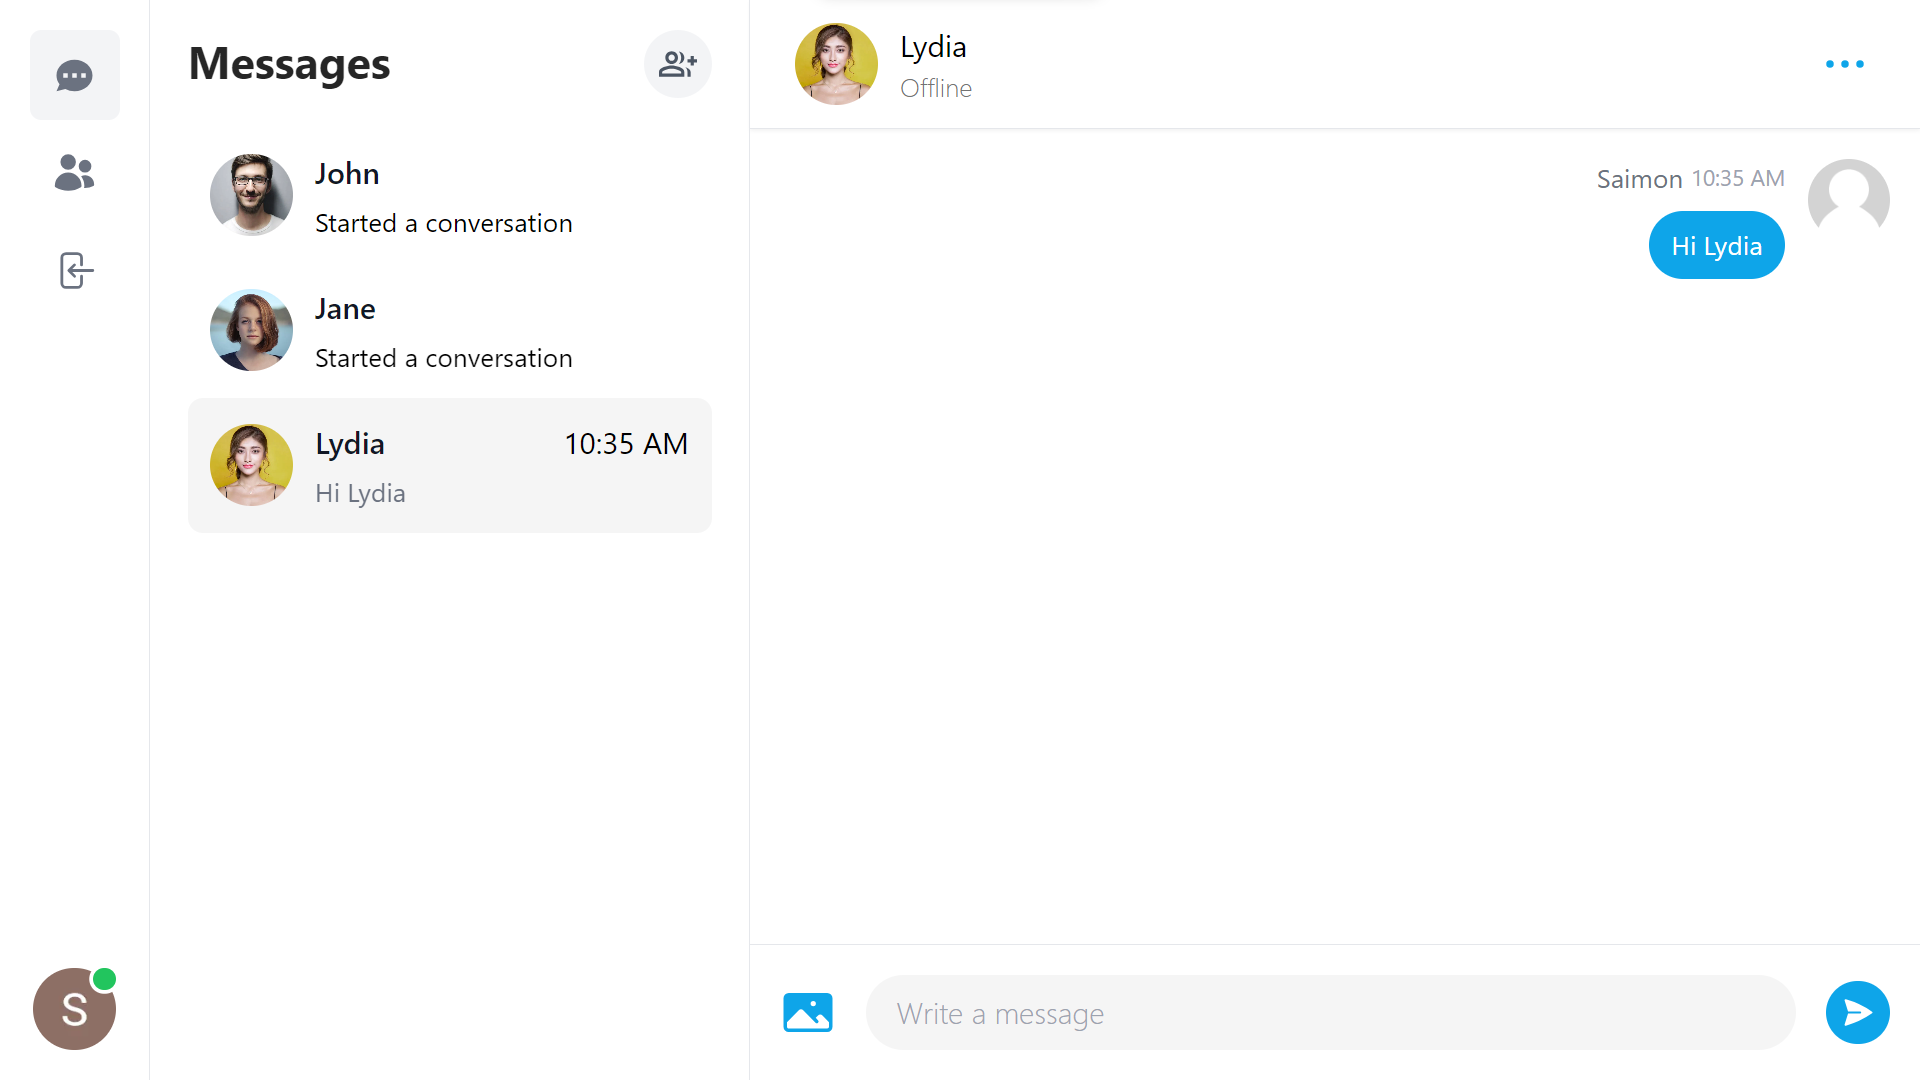 Messages
John
Started a conversation
Jane
Started a conversation
Lydia 10:35 AM
Hi Lydia
S
Lydia
Offline
Saimon 10:35 AM
Hi Lydia
Write a message